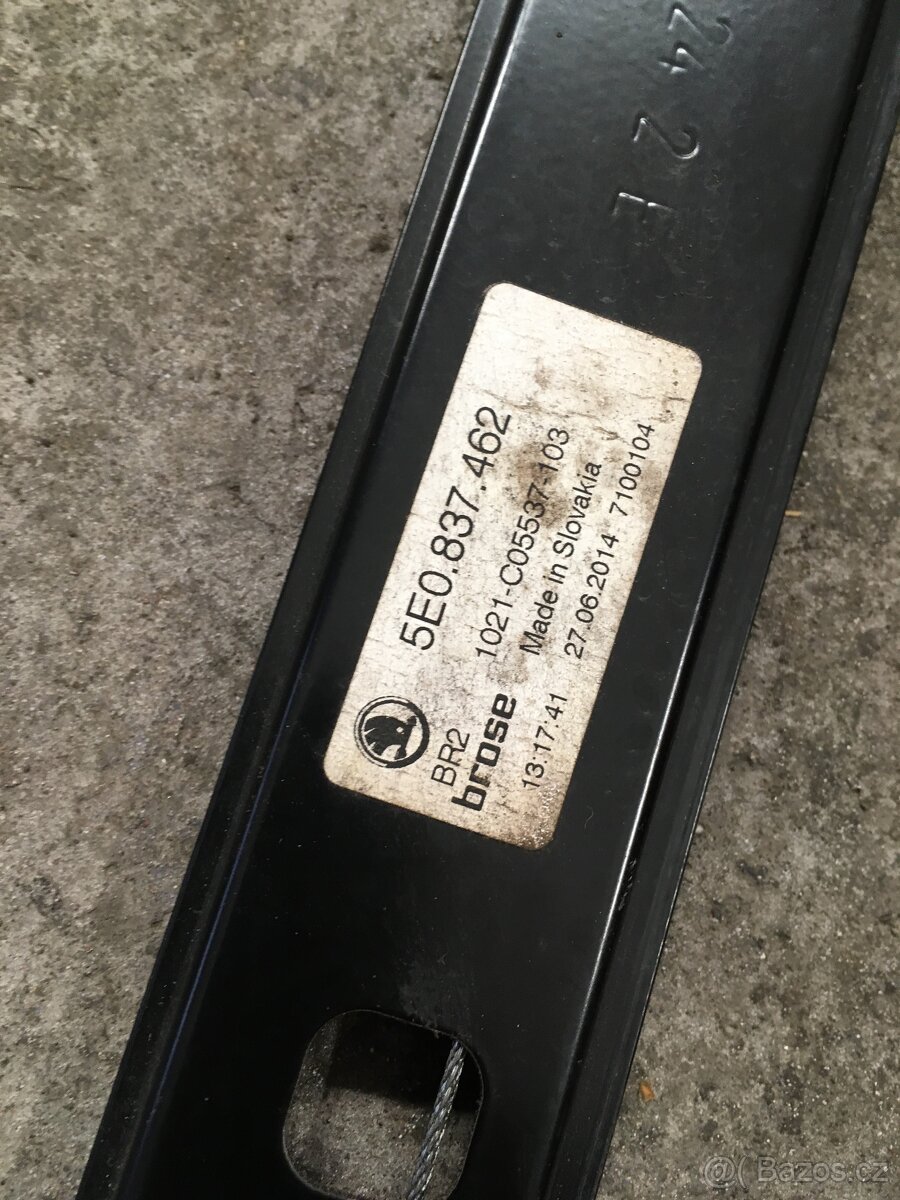 24 2 E
5E0.837.462
BR2 1021-C05537-103
brose Made in Slovakia
13:17:41 27.06.2014 7100104
@( Bazos.cz